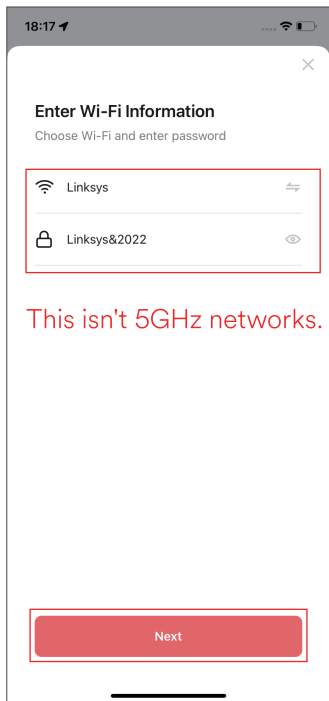 18:17
Enter Wi-Fi Information
Choose Wi-Fi and enter password
Linksys
Linksys&2022
This isn't 5GHz networks.
Next